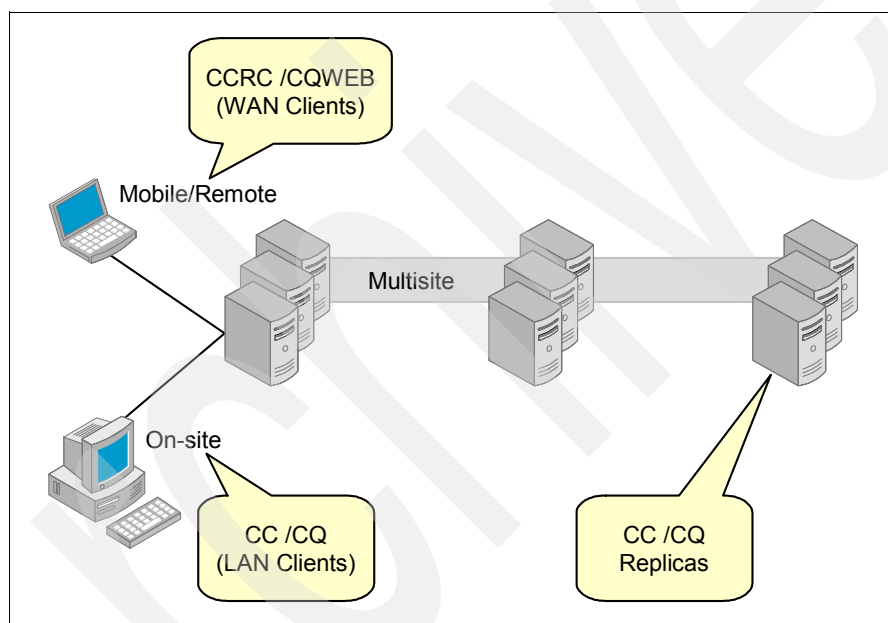 CCRC /CQWEB
(WAN Clients)
Mobile/Remote
Multisite
On-site
CC /CQ
(LAN Clients)
CC /CQ
Replicas